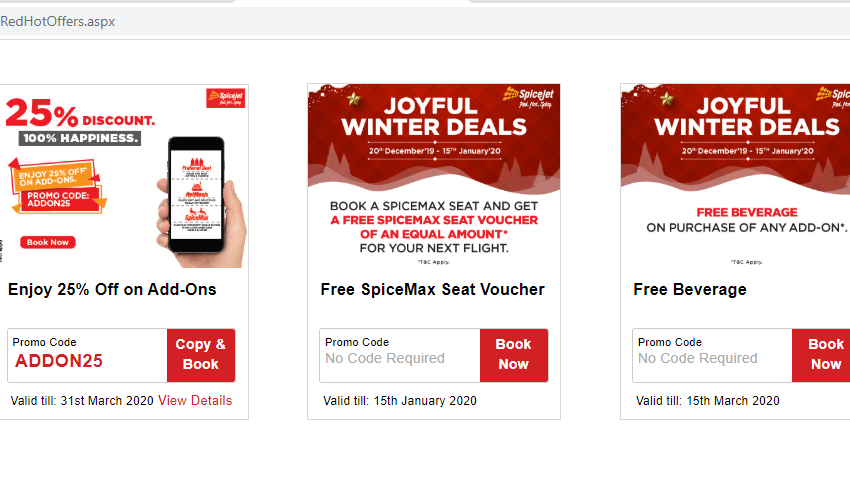 RedHotOffers.aspx
SpiceJet
Red. Hot. Spicy.
25% DISCOUNT.
100% HAPPINESS.
ENJOY 25% OFF*
ON ADD-ONS.
PROMO CODE:
ADDON25
Book Now
Preferred Seat
Hot Meals
SpiceMax
Enjoy 25% Off on Add-Ons
Promo Code
ADDON25
Copy &
Book
Valid till: 31st March 2020 View Details
SpiceJet
Red. Hot. Spicy.
JOYFUL
WINTER DEALS
20th December'19 - 15TH January'20
BOOK A SPICEMAX SEAT AND GET
A FREE SPICEMAX SEAT VOUCHER
OF AN EQUAL AMOUNT*
FOR YOUR NEXT FLIGHT.
*T&C Apply.
Free SpiceMax Seat Voucher
Promo Code
No Code Required
Book
Now
Valid till: 15th January 2020
Spice
Red. Hot.
JOYFUL
WINTER DEALS
20th December'19 - 15TH January'20
FREE BEVERAGE
ON PURCHASE OF ANY ADD-ON*.
*T&C Apply.
Free Beverage
Promo Code
No Code Required
Book
Now
Valid till: 15th March 2020